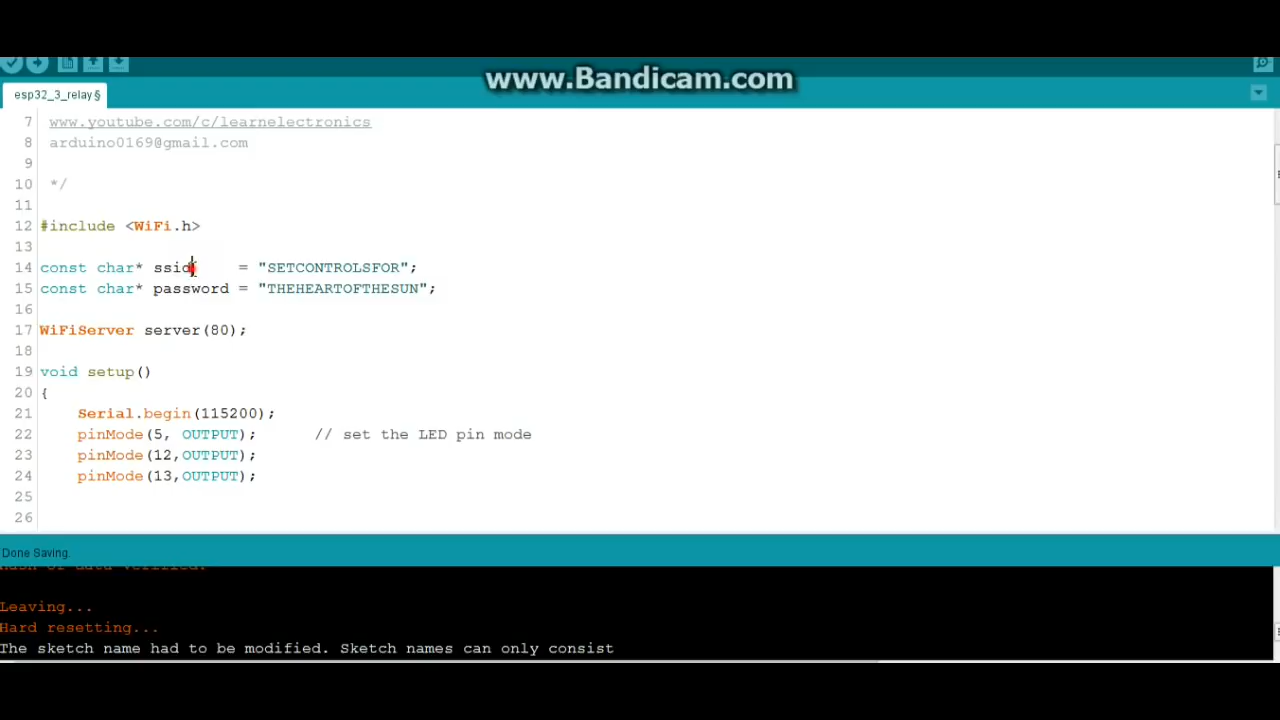 www.Bandicam.com
esp32_3_relay§
7 www.youtube.com/c/learnelectronics
8 arduino0169@gmail.com
9
10 */
11
12 #include <WiFi.h>
13
14 const char* ssid = "SETCONTROLSFOR";
15 const char* password = "THEHEARTOFTHESUN";
16
17 WiFiServer server(80);
18
19 void setup()
20 {
21 Serial.begin(115200);
22 pinMode(5, OUTPUT); // set the LED pin mode
23 pinMode(12,OUTPUT);
24 pinMode(13,OUTPUT);
25
26
Done Saving.
Hash of data verified.
Leaving...
Hard resetting...
The sketch name had to be modified. Sketch names can only consist